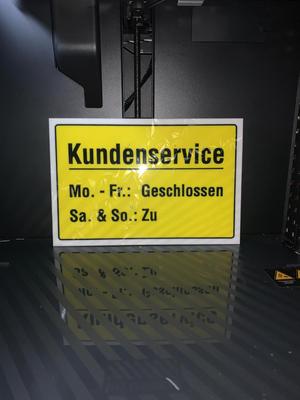 Kundenservice
Mo. - Fr.: Geschlossen
Sa. & So.: Zu